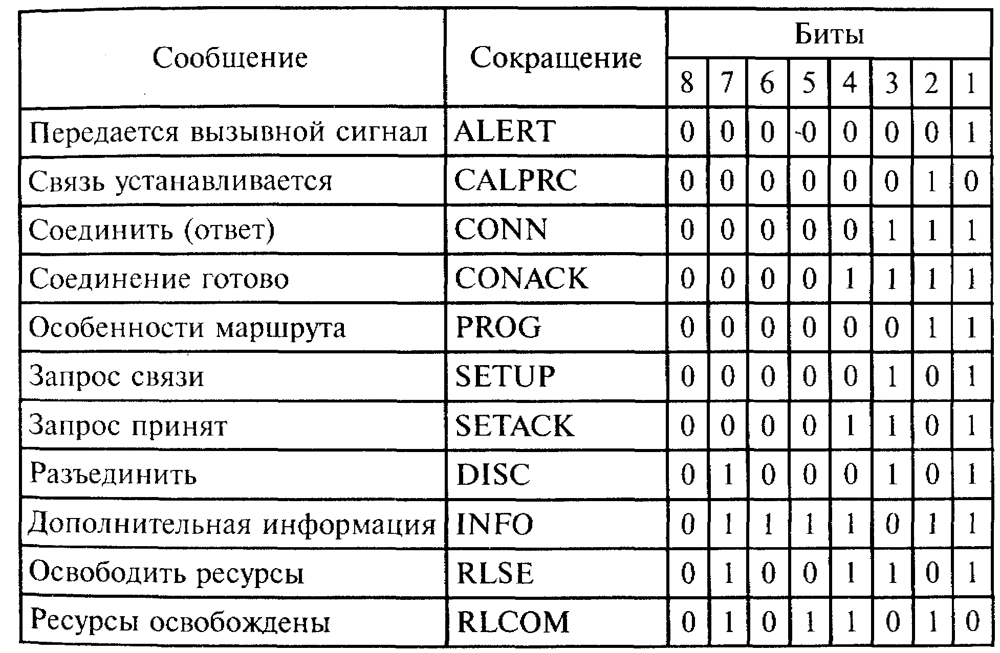 Сообщение Сокращение Биты
8 7 6 5 4 3 2 1
Передается вызывной сигнал ALERT 0 0 0 0 0 0 0 1
Связь устанавливается CALPRC 0 0 0 0 0 0 1 0
Соединить (ответ) CONN 0 0 0 0 0 1 1 1
Соединение готово CONACK 0 0 0 0 1 1 1 1
Особенности маршрута PROG 0 0 0 0 0 0 1 1
Запрос связи SETUP 0 0 0 0 0 1 0 1
Запрос принят SETACK 0 0 0 0 1 1 0 1
Разъединить DISC 0 1 0 0 0 1 0 1
Дополнительная информация INFO 0 1 1 1 1 0 1 1
Освободить ресурсы RLSE 0 1 0 0 1 1 0 1
Ресурсы освобождены RLCOM 0 1 0 1 1 0 1 0